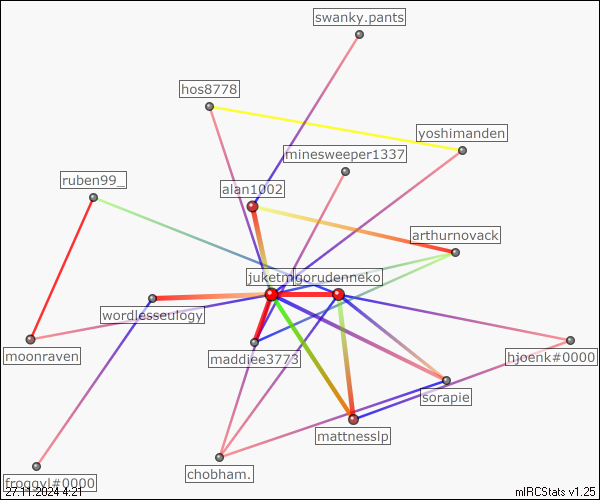 swanky.pants
hos8778
yoshimanden
minesweeper1337
ruben99_
alan1002
arthurnovack
gorudenneko
wordlesseulogy
moonraven
maddiee3773
hjoenk#0000
sorapie
mattnesslp
chobham.
froggyl#0000
27.11.2024 4:21
mIRCStats v1.25